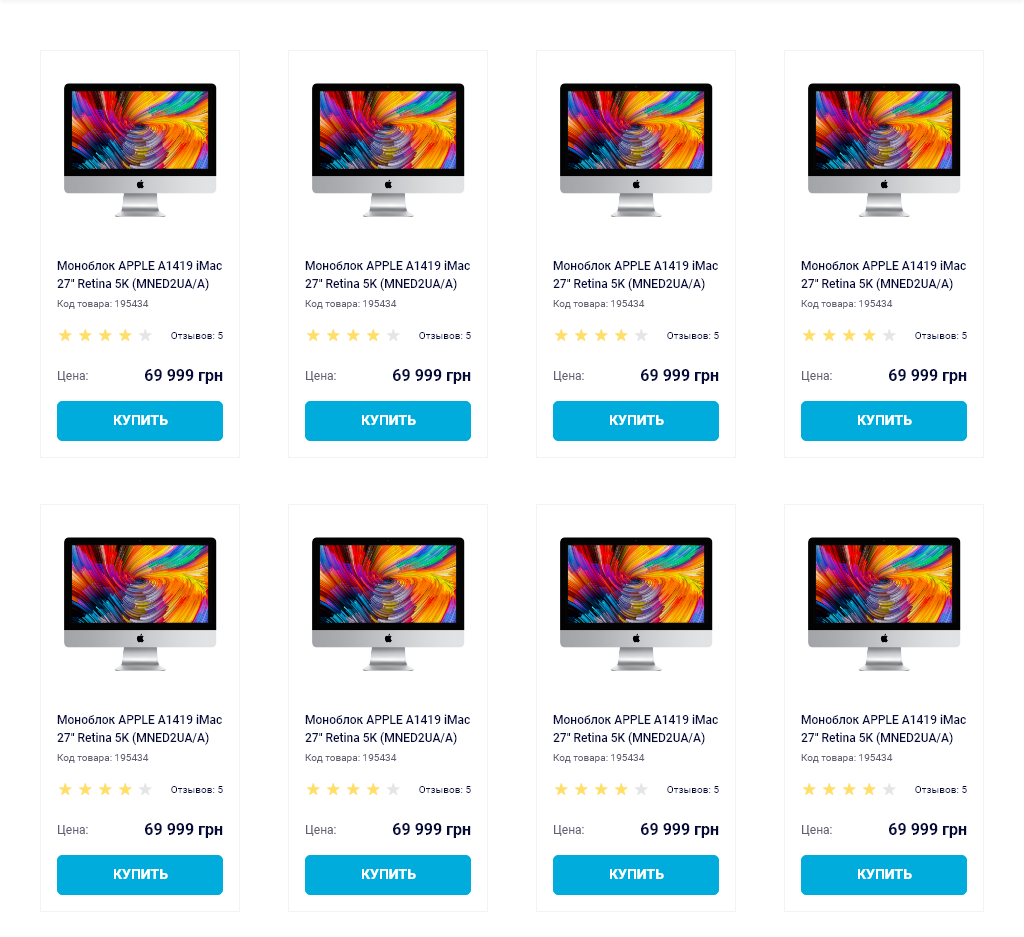 Моноблок APPLE A1419 iMac
27" Retina 5K (MNED2UA/A)
Код товара: 195434
Отзывов: 5
Цена: 69 999 грн
КУПИТЬ
Моноблок APPLE A1419 iMac
27" Retina 5K (MNED2UA/A)
Код товара: 195434
Отзывов: 5
Цена: 69 999 грн
КУПИТЬ
Моноблок APPLE A1419 iMac
27" Retina 5K (MNED2UA/A)
Код товара: 195434
Отзывов: 5
Цена: 69 999 грн
КУПИТЬ
Моноблок APPLE A1419 iMac
27" Retina 5K (MNED2UA/A)
Код товара: 195434
Отзывов: 5
Цена: 69 999 грн
КУПИТЬ
Моноблок APPLE A1419 iMac
27" Retina 5K (MNED2UA/A)
Код товара: 195434
Отзывов: 5
Цена: 69 999 грн
КУПИТЬ
Моноблок APPLE A1419 iMac
27" Retina 5K (MNED2UA/A)
Код товара: 195434
Отзывов: 5
Цена: 69 999 грн
КУПИТЬ
Моноблок APPLE A1419 iMac
27" Retina 5K (MNED2UA/A)
Код товара: 195434
Отзывов: 5
Цена: 69 999 грн
КУПИТЬ
Моноблок APPLE A1419 iMac
27" Retina 5K (MNED2UA/A)
Код товара: 195434
Отзывов: 5
Цена: 69 999 грн
КУПИТЬ